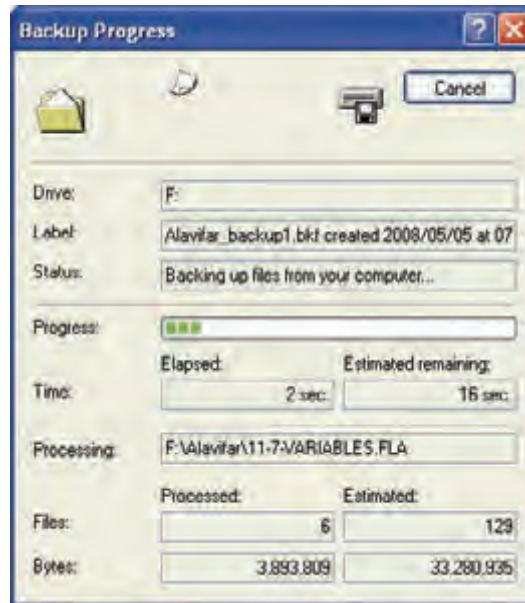 Backup Progress
Cancel
Drive: F:
Label: Alavifar_backup1.bkf created 2008/05/05 at 07
Status: Backing up files from your computer...
Progress:
Elapsed: Estimated remaining:
Time: 2 sec. 16 sec.
Processing: F:\Alavifar\11-7-VARIABLES.FLA
Processed: Estimated:
Files: 6 129
Bytes: 3,893,809 33,280,935